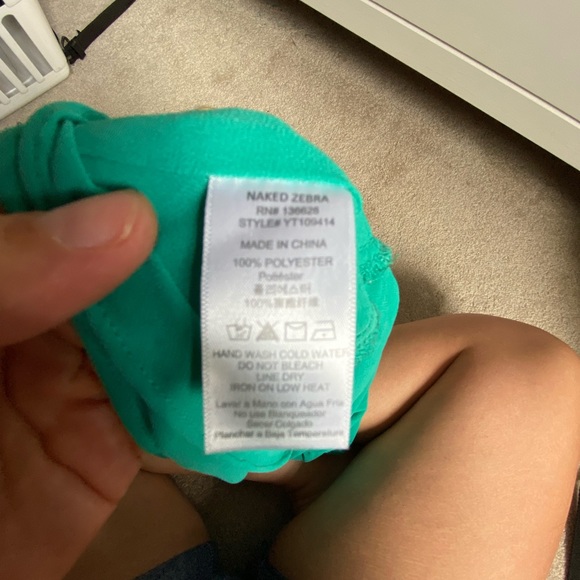 NAKED ZEBRA
RN# 136626
STYLE# YT109414
MADE IN CHINA
100% POLYESTER
Poliéster
폴리에스터
100%聚酯纤维
HAND WASH COLD WATER
DO NOT BLEACH
LINE DRY
IRON ON LOW HEAT
Lavar a Mano con Agua Fria
No use Blanqueador
Secar Colgado
Planchar a Baja Temperatura